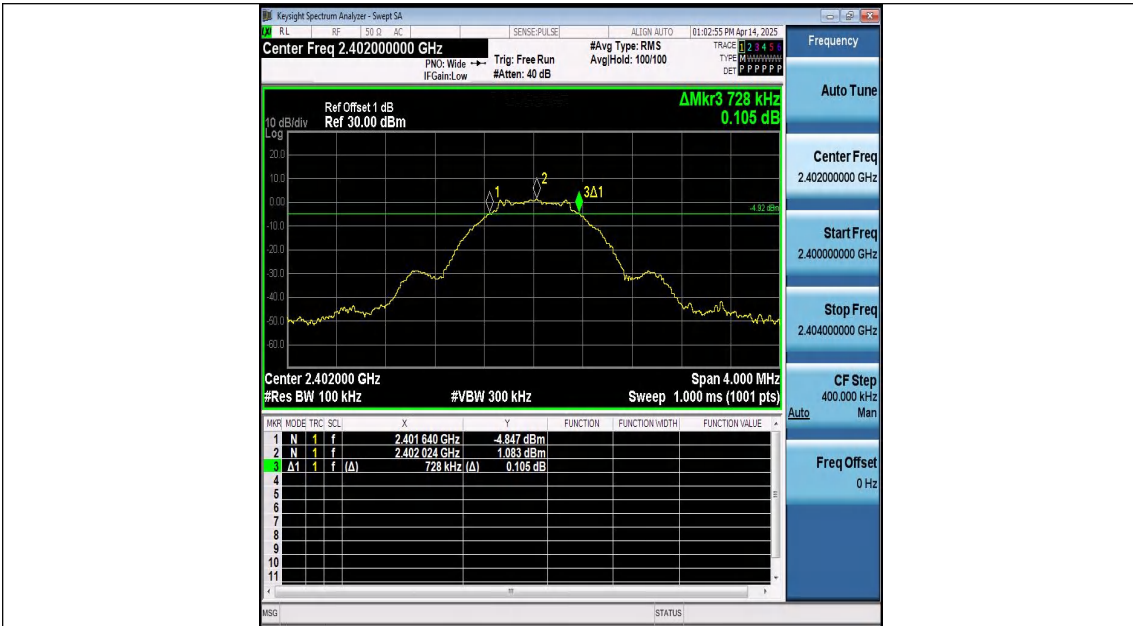 Keysight Spectrum Analyzer - Swept SA
RL RF 50 Ω AC SENSE:PULSE ALIGN AUTO 01:02:55 PM Apr 14, 2025
Center Freq 2.402000000 GHz
PNO: Wide
IFGain:Low
Trig: Free Run
#Atten: 40 dB
#Avg Type: RMS
Avg|Hold: 100/100
TRACE 1 2 3 4 5 6
TYPE M
DET P P P P P P
Ref Offset 1 dB
10 dB/div Ref 30.00 dBm
Log
ΔMkr3 728 kHz
0.105 dB
20.0
10.0
0.00
-10.0
-20.0
-30.0
-40.0
-50.0
-60.0
1
2
3Δ1
-4.92 dBm
Center 2.402000 GHz Span 4.000 MHz
#Res BW 100 kHz #VBW 300 kHz Sweep 1.000 ms (1001 pts)
MKR MODE TRC SCL X Y FUNCTION FUNCTION WIDTH FUNCTION VALUE
1 N 1 f 2.401 640 GHz -4.847 dBm
2 N 1 f 2.402 024 GHz 1.083 dBm
3 Δ1 1 f (Δ) 728 kHz (Δ) 0.105 dB
4
5
6
7
8
9
10
11
MSG STATUS
Frequency
Auto Tune
Center Freq
2.402000000 GHz
Start Freq
2.400000000 GHz
Stop Freq
2.404000000 GHz
CF Step
400.000 kHz
Auto Man
Freq Offset
0 Hz